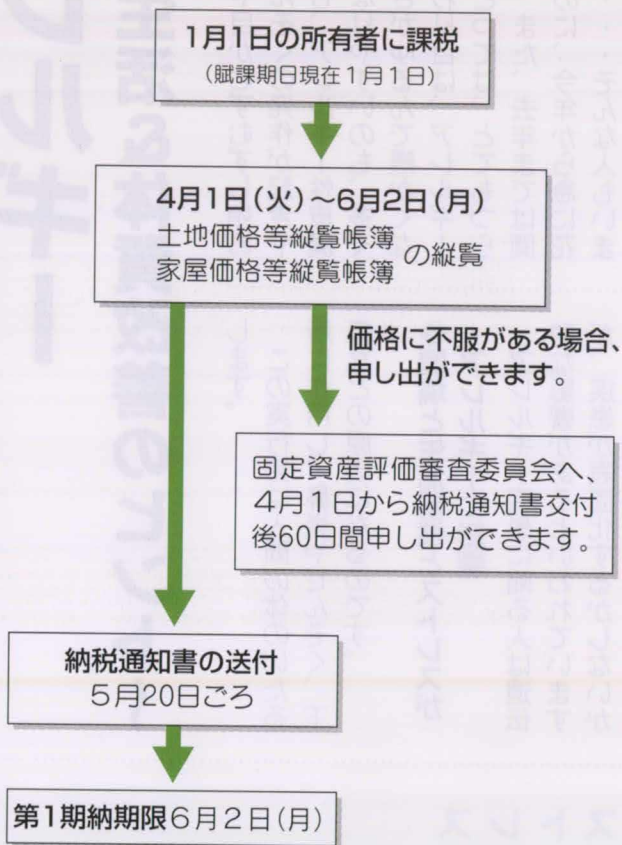 1月1日の所有者に課税
(賦課期日現在1月1日)
4月1日(火)～6月2日(月)
土地価格等縦覧帳簿
家屋価格等縦覧帳簿 の縦覧
価格に不服がある場合、
申し出ができます。
固定資産評価審査委員会へ、
4月1日から納税通知書交付
後60日間申し出ができます。
納税通知書の送付
5月20日ごろ
第1期納期限6月2日(月)